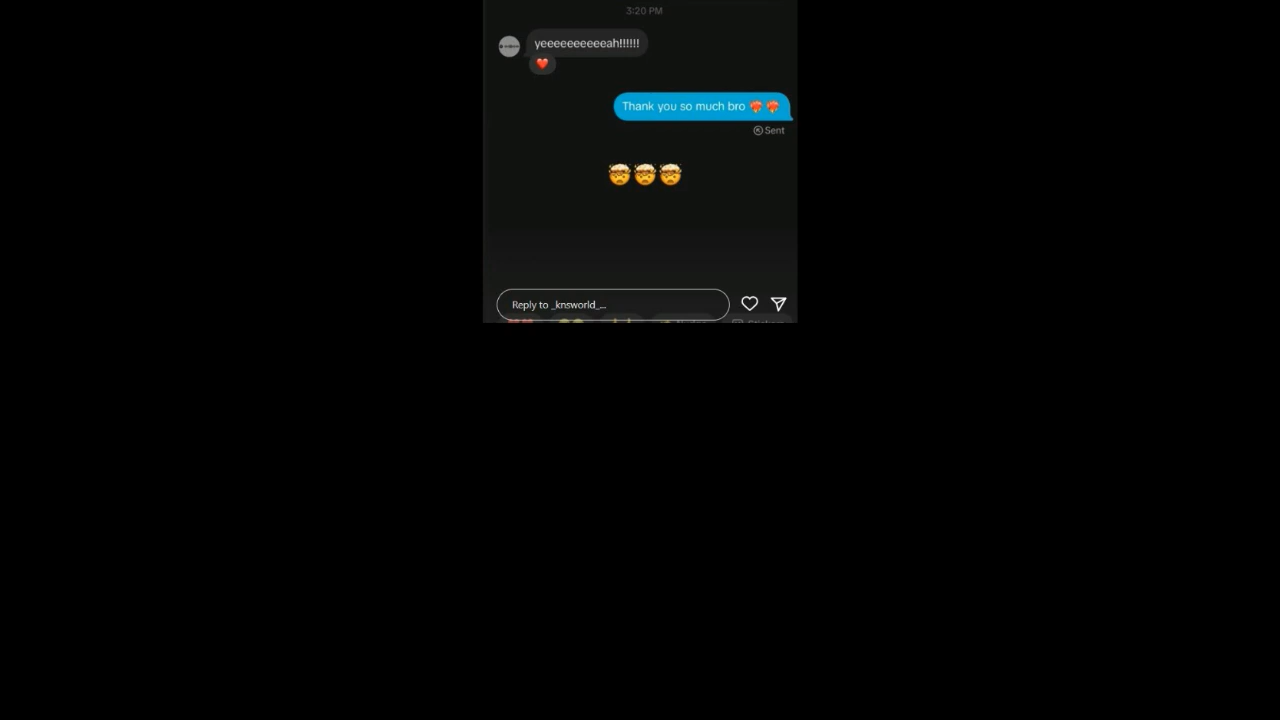 3:20 PM
yeeeeeeeeeeah!!!!!!
❤️
Thank you so much bro ❤️‍🔥 ❤️‍🔥
Sent
🤯🤯🤯
Reply to _knsworld_...